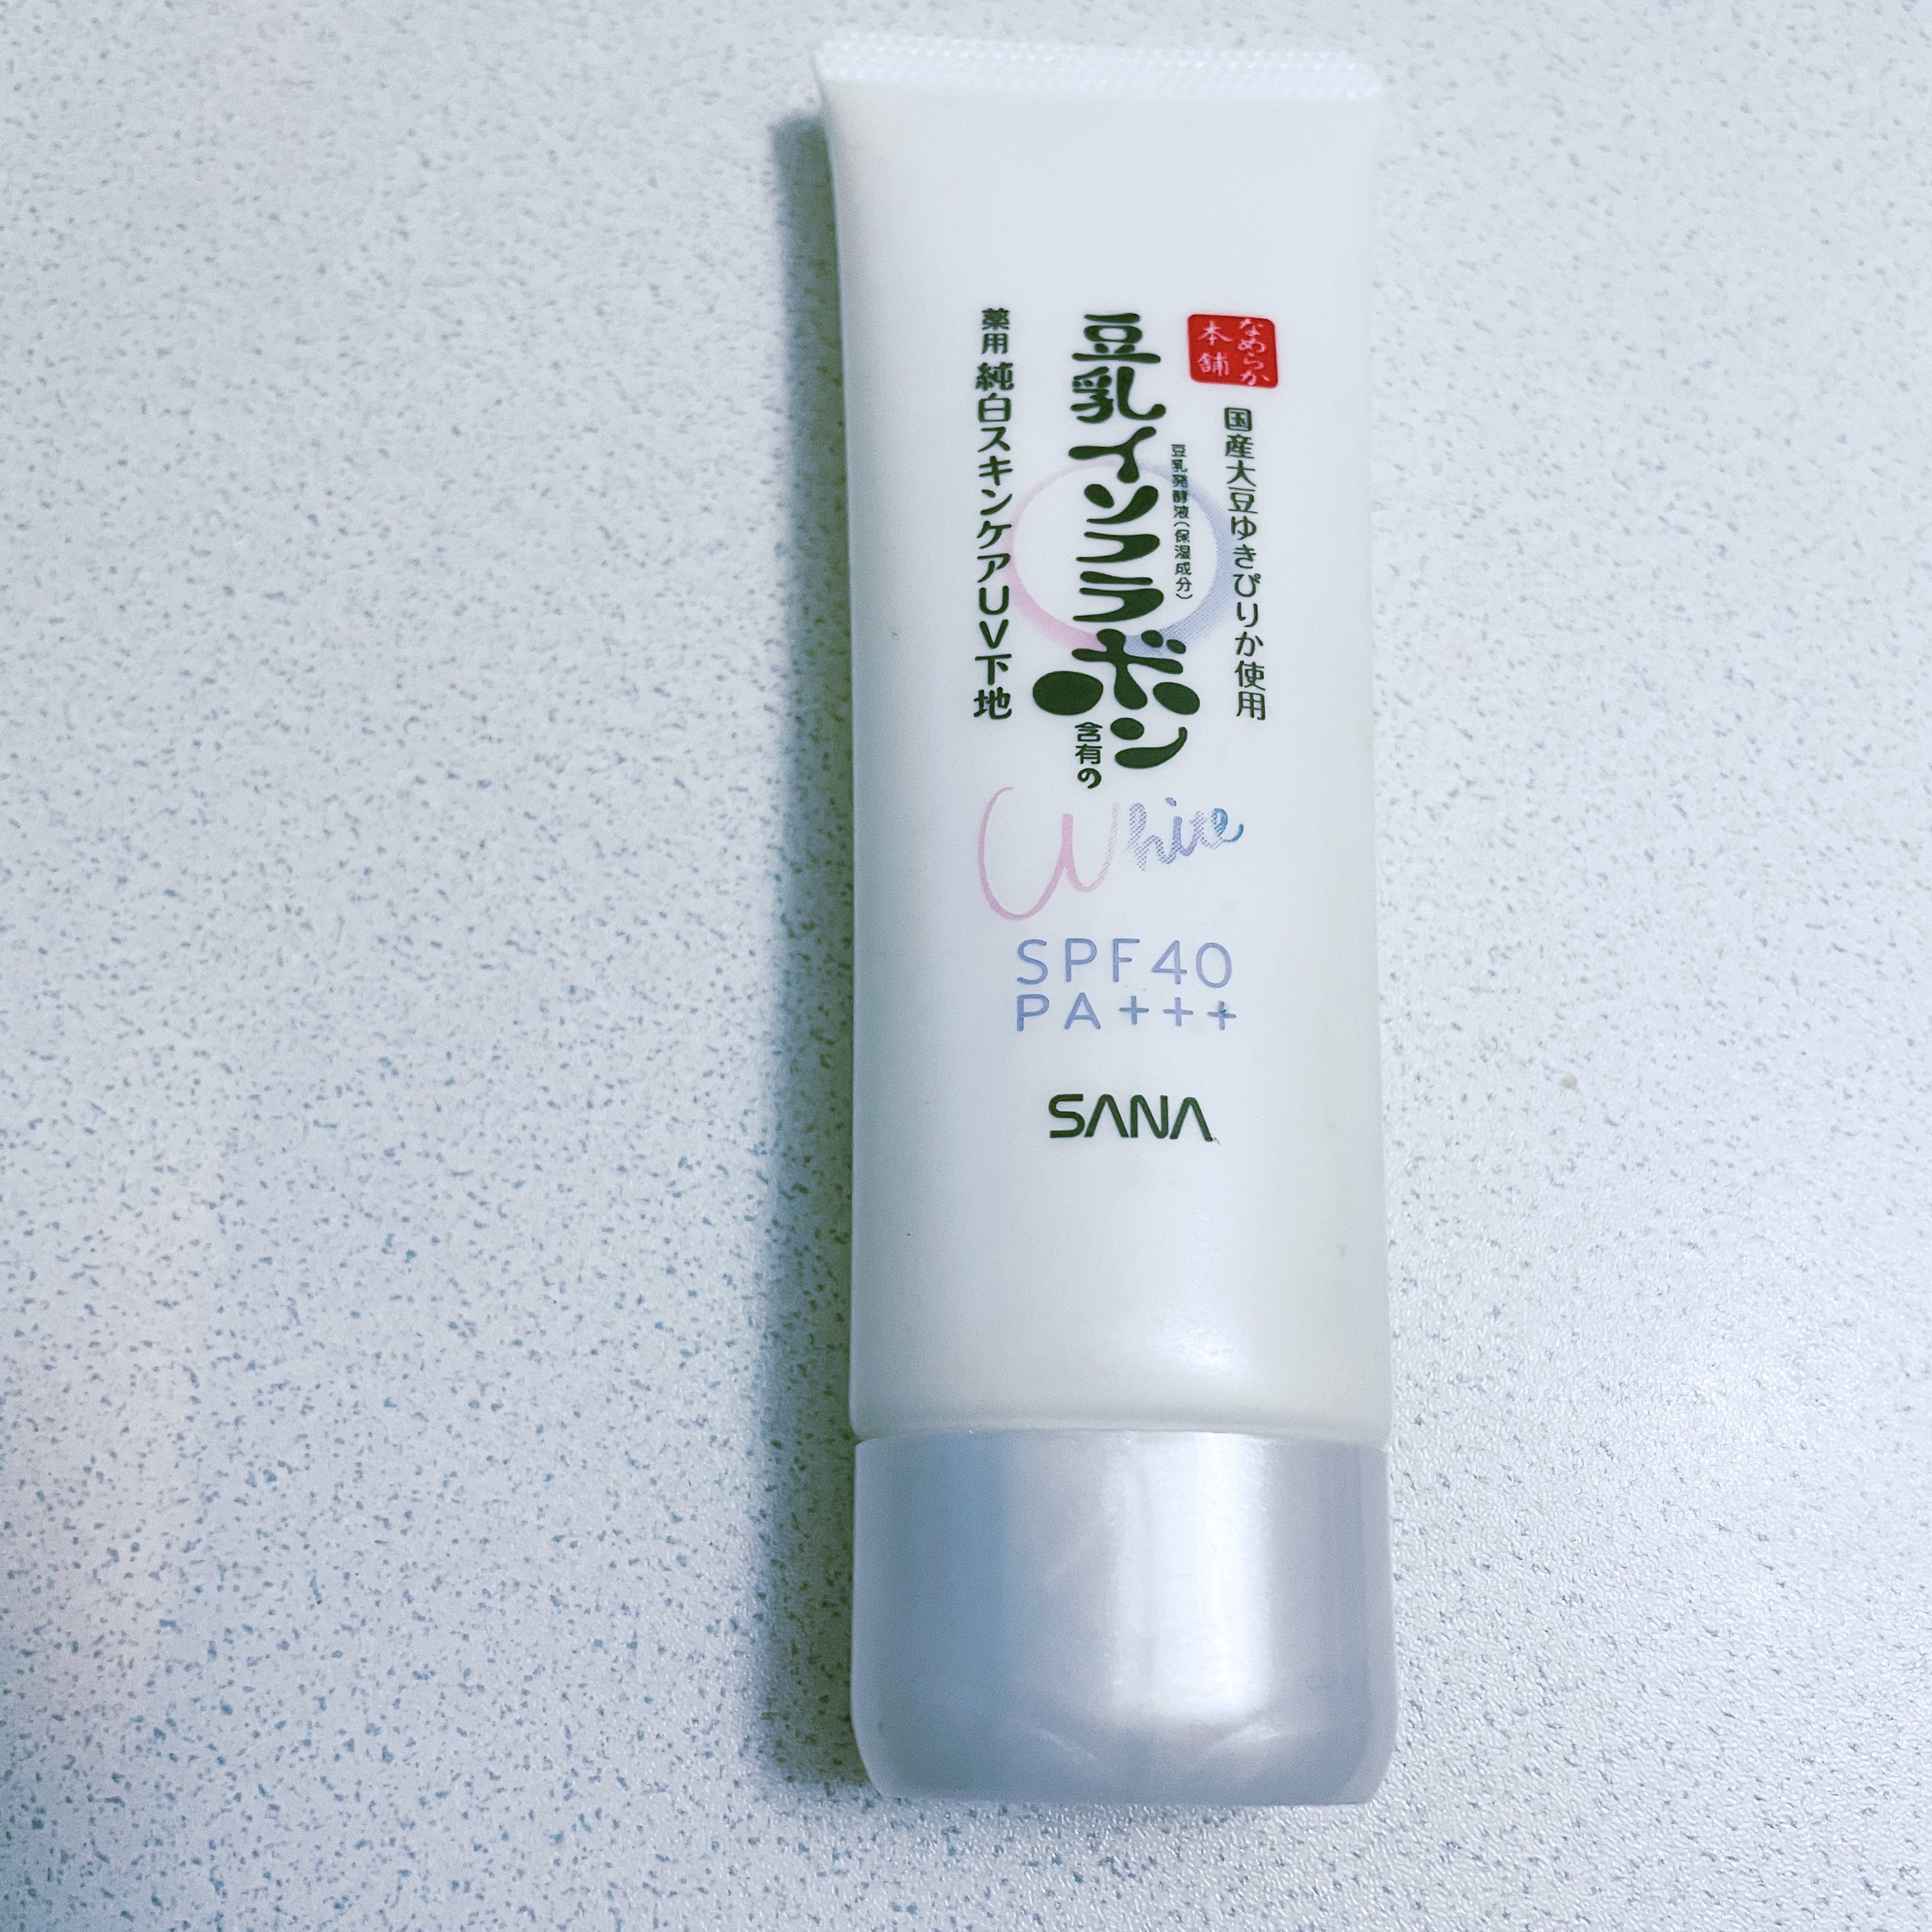 なめらか
本舗
国産大豆ゆきぴりか使用
豆乳発酵液(保湿成分)
豆乳イソフラボン
含有の
薬用 純白スキンケアUV下地
White
SPF40
PA+++
SANA